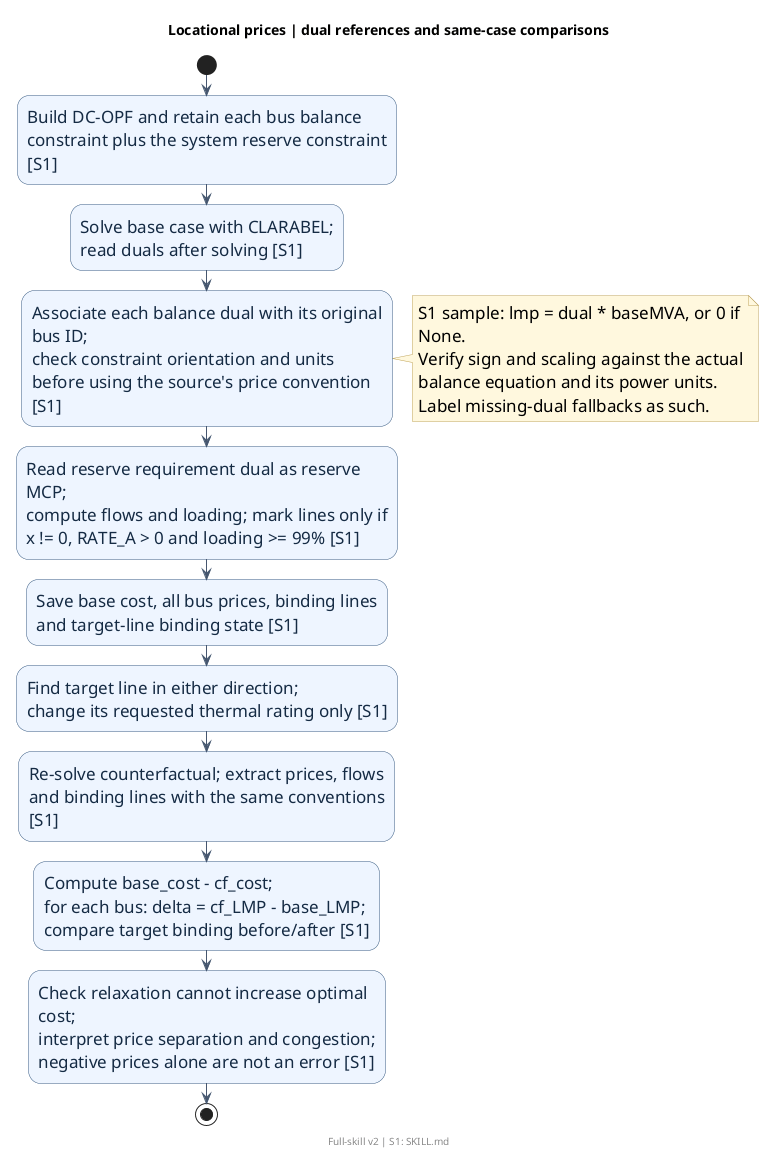 Locational prices | dual references and same-case comparisons
Build DC-OPF and retain each bus balance
constraint plus the system reserve constraint
[S1]
Solve base case with CLARABEL;
read duals after solving [S1]
Associate each balance dual with its original
bus ID;
check constraint orientation and units
before using the source's price convention
[S1]
S1 sample: lmp = dual * baseMVA, or 0 if
None.
Verify sign and scaling against the actual
balance equation and its power units.
Label missing-dual fallbacks as such.
Read reserve requirement dual as reserve
MCP;
compute flows and loading; mark lines only if
x != 0, RATE_A > 0 and loading >= 99% [S1]
Save base cost, all bus prices, binding lines
and target-line binding state [S1]
Find target line in either direction;
change its requested thermal rating only [S1]
Re-solve counterfactual; extract prices, flows
and binding lines with the same conventions
[S1]
Compute base_cost - cf_cost;
for each bus: delta = cf_LMP - base_LMP;
compare target binding before/after [S1]
Check relaxation cannot increase optimal
cost;
interpret price separation and congestion;
negative prices alone are not an error [S1]
Full-skill v2 | S1: SKILL.md